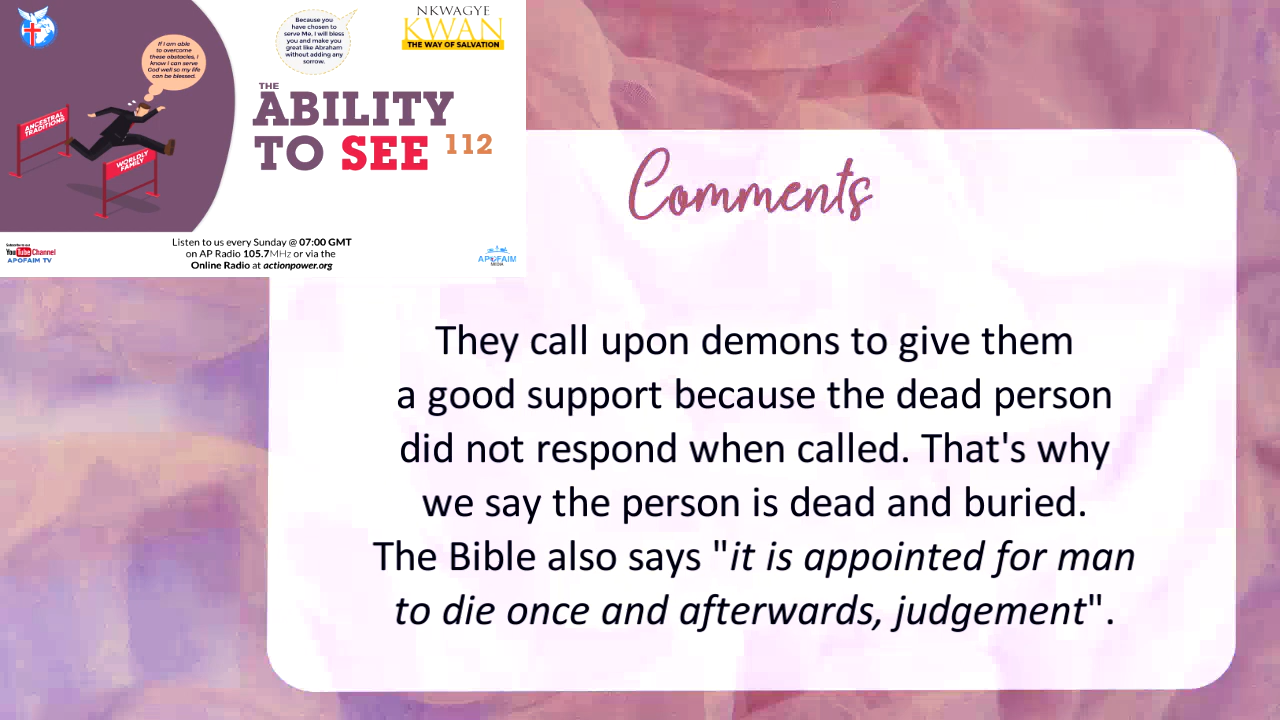 If I am able
to overcome
these obstacles, I
know I can serve
God well so my life
can be blessed.
ANCESTRAL
TRADITIONS
WORLDLY
FAMILY
Because you
have chosen to
serve Me, I will bless
you and make you
great like Abraham
without adding any
sorrow.
NKWAGYE
KWAN
THE WAY OF SALVATION
THE
ABILITY
TO SEE 112
Subscribe to our
YouTube Channel
APOFAIM TV
Listen to us every Sunday @ 07:00 GMT
on AP Radio 105.7MHz or via the
Online Radio at actionpower.org
APOFAIM
MEDIA
Comments
They call upon demons to give them
a good support because the dead person
did not respond when called. That's why
we say the person is dead and buried.
The Bible also says "it is appointed for man
to die once and afterwards, judgement".